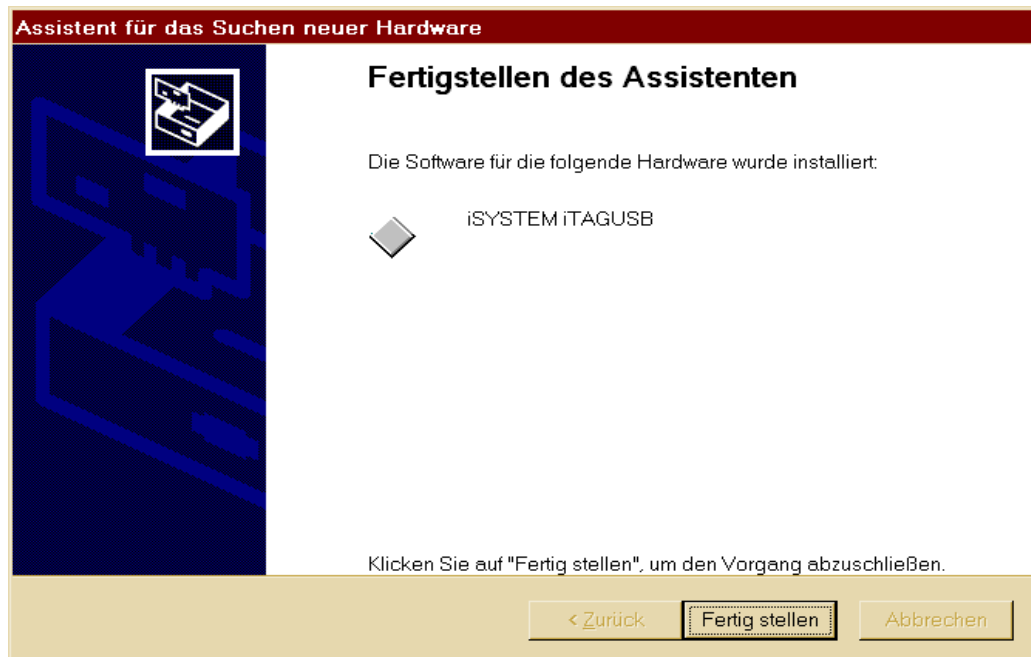 Assistent für das Suchen neuer Hardware
Fertigstellen des Assistenten
Die Software für die folgende Hardware wurde installiert:
iSYSTEM iTAGUSB
Klicken Sie auf "Fertig stellen", um den Vorgang abzuschließen.
< Zurück Fertig stellen Abbrechen